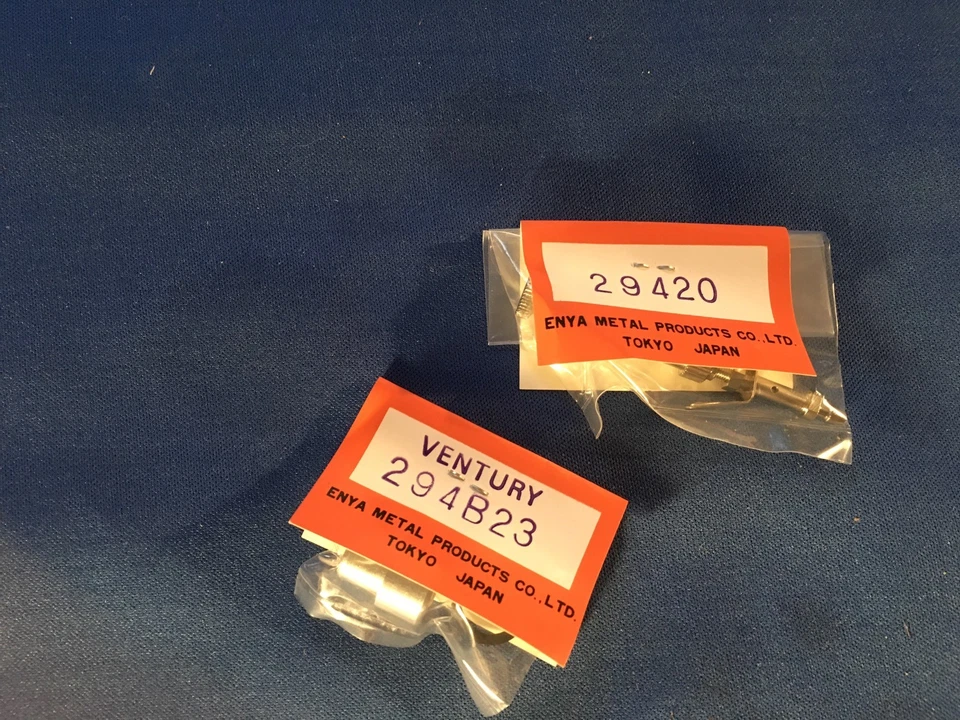 29420
ENYA METAL PRODUCTS CO.,LTD.
TOKYO JAPAN
VENTURY
294B23
ENYA METAL PRODUCTS CO.,LTD.
TOKYO JAPAN